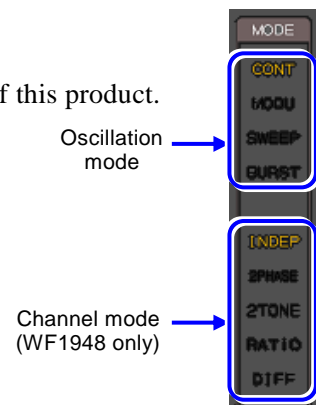 MODE
CONT
MODU
f this product.
Oscillation
mode
SWEEP
BURST
INDEP
2PHASE
2TONE
Channel mode
(WF1948 only)
RATIO
DIFF